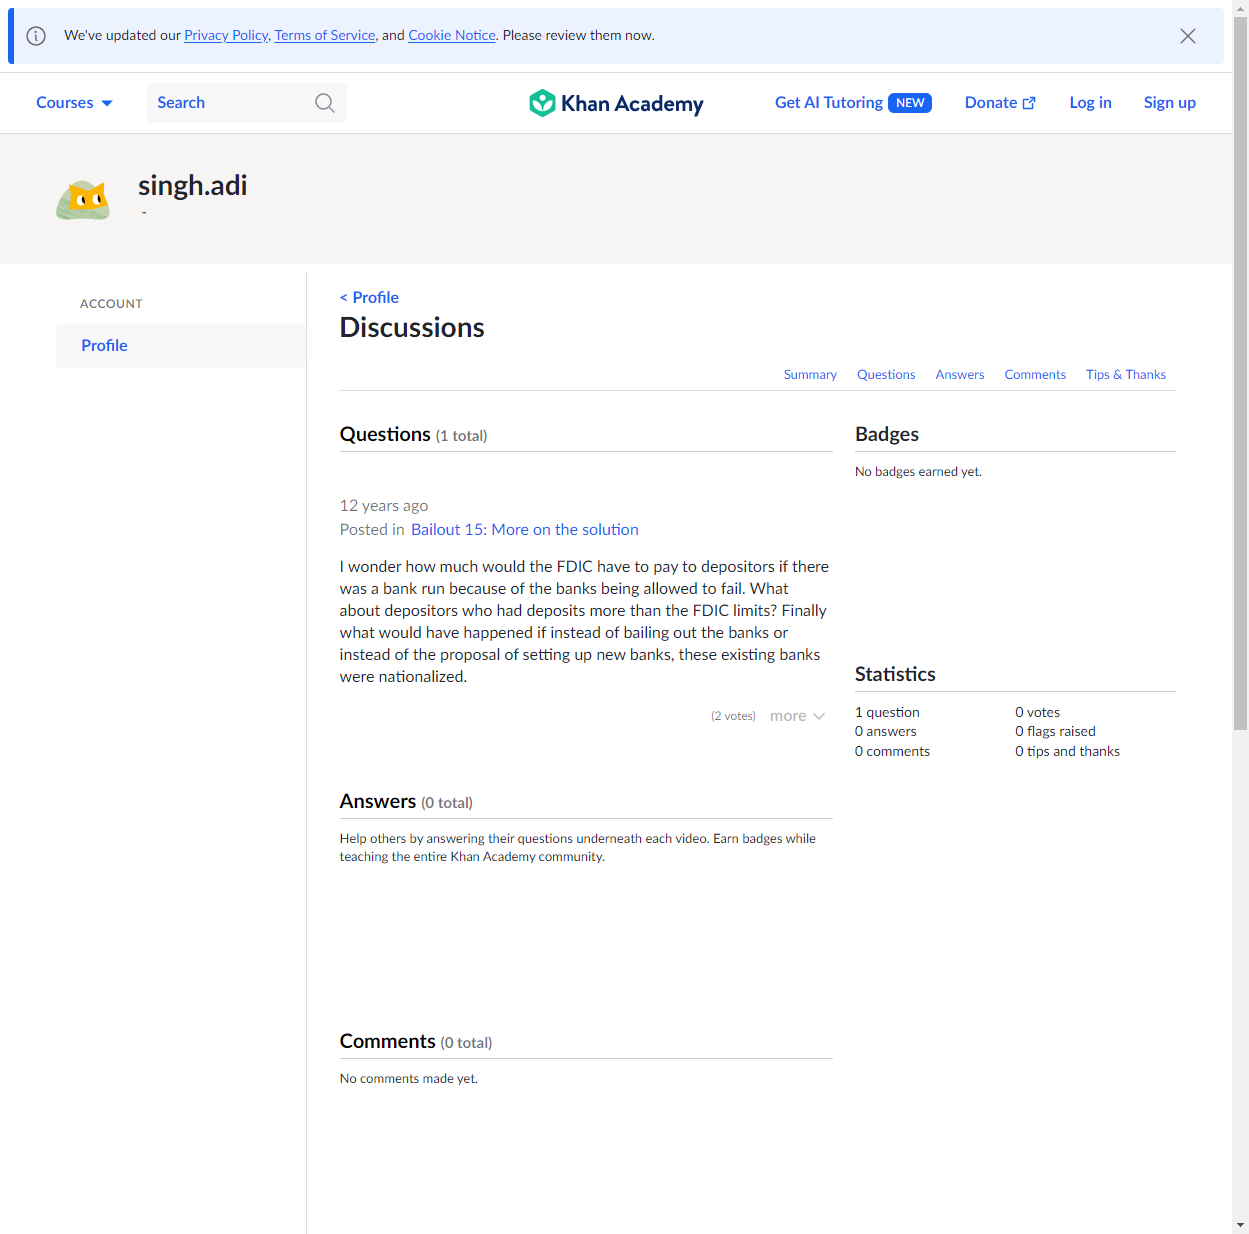 We've updated our Privacy Policy, Terms of Service, and Cookie Notice. Please review them now.
Courses
Search
Khan Academy
Get AI Tutoring NEW
Donate
Log in
Sign up
singh.adi
-
ACCOUNT
Profile
< Profile
Discussions
Summary
Questions
Answers
Comments
Tips & Thanks
Questions (1 total)
12 years ago
Posted in Bailout 15: More on the solution
I wonder how much would the FDIC have to pay to depositors if there
was a bank run because of the banks being allowed to fail. What
about depositors who had deposits more than the FDIC limits? Finally
what would have happened if instead of bailing out the banks or
instead of the proposal of setting up new banks, these existing banks
were nationalized.
(2 votes)
more
Answers (0 total)
Help others by answering their questions underneath each video. Earn badges while
teaching the entire Khan Academy community.
Comments (0 total)
No comments made yet.
Badges
No badges earned yet.
Statistics
1 question
0 votes
0 answers
0 flags raised
0 comments
0 tips and thanks